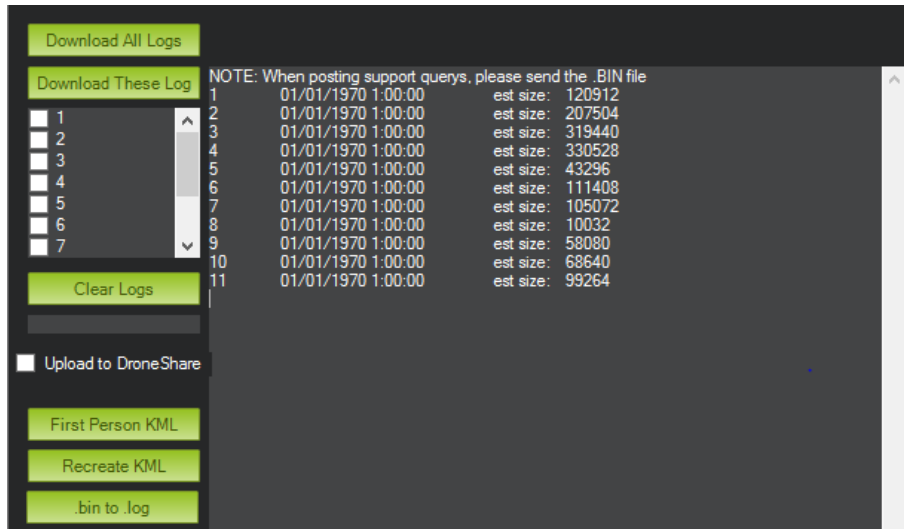 Download All Logs
Download These Log
1
2
3
4
5
6
7
Clear Logs
Upload to DroneShare
First Person KML
Recreate KML
.bin to .log
NOTE: When posting support querys, please send the .BIN file
1 01/01/1970 1:00:00 est size: 120912
2 01/01/1970 1:00:00 est size: 207504
3 01/01/1970 1:00:00 est size: 319440
4 01/01/1970 1:00:00 est size: 330528
5 01/01/1970 1:00:00 est size: 43296
6 01/01/1970 1:00:00 est size: 111408
7 01/01/1970 1:00:00 est size: 105072
8 01/01/1970 1:00:00 est size: 10032
9 01/01/1970 1:00:00 est size: 58080
10 01/01/1970 1:00:00 est size: 68640
11 01/01/1970 1:00:00 est size: 99264